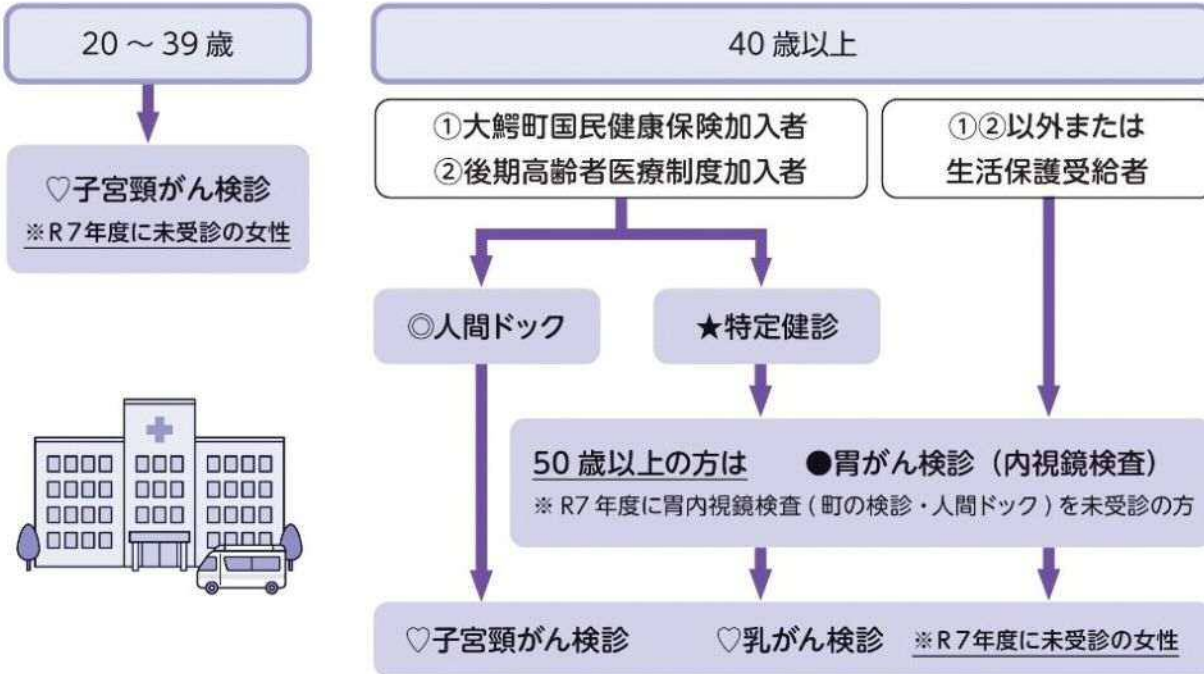 20～39歳
♡子宮頸がん検診
※R7年度に未受診の女性
40歳以上
①大鰐町国民健康保険加入者
②後期高齢者医療制度加入者
①②以外または
生活保護受給者
◎人間ドック
★特定健診
50歳以上の方は　●胃がん検診（内視鏡検査）
※R7年度に胃内視鏡検査(町の検診・人間ドック)を未受診の方
♡子宮頸がん検診　♡乳がん検診　※R7年度に未受診の女性